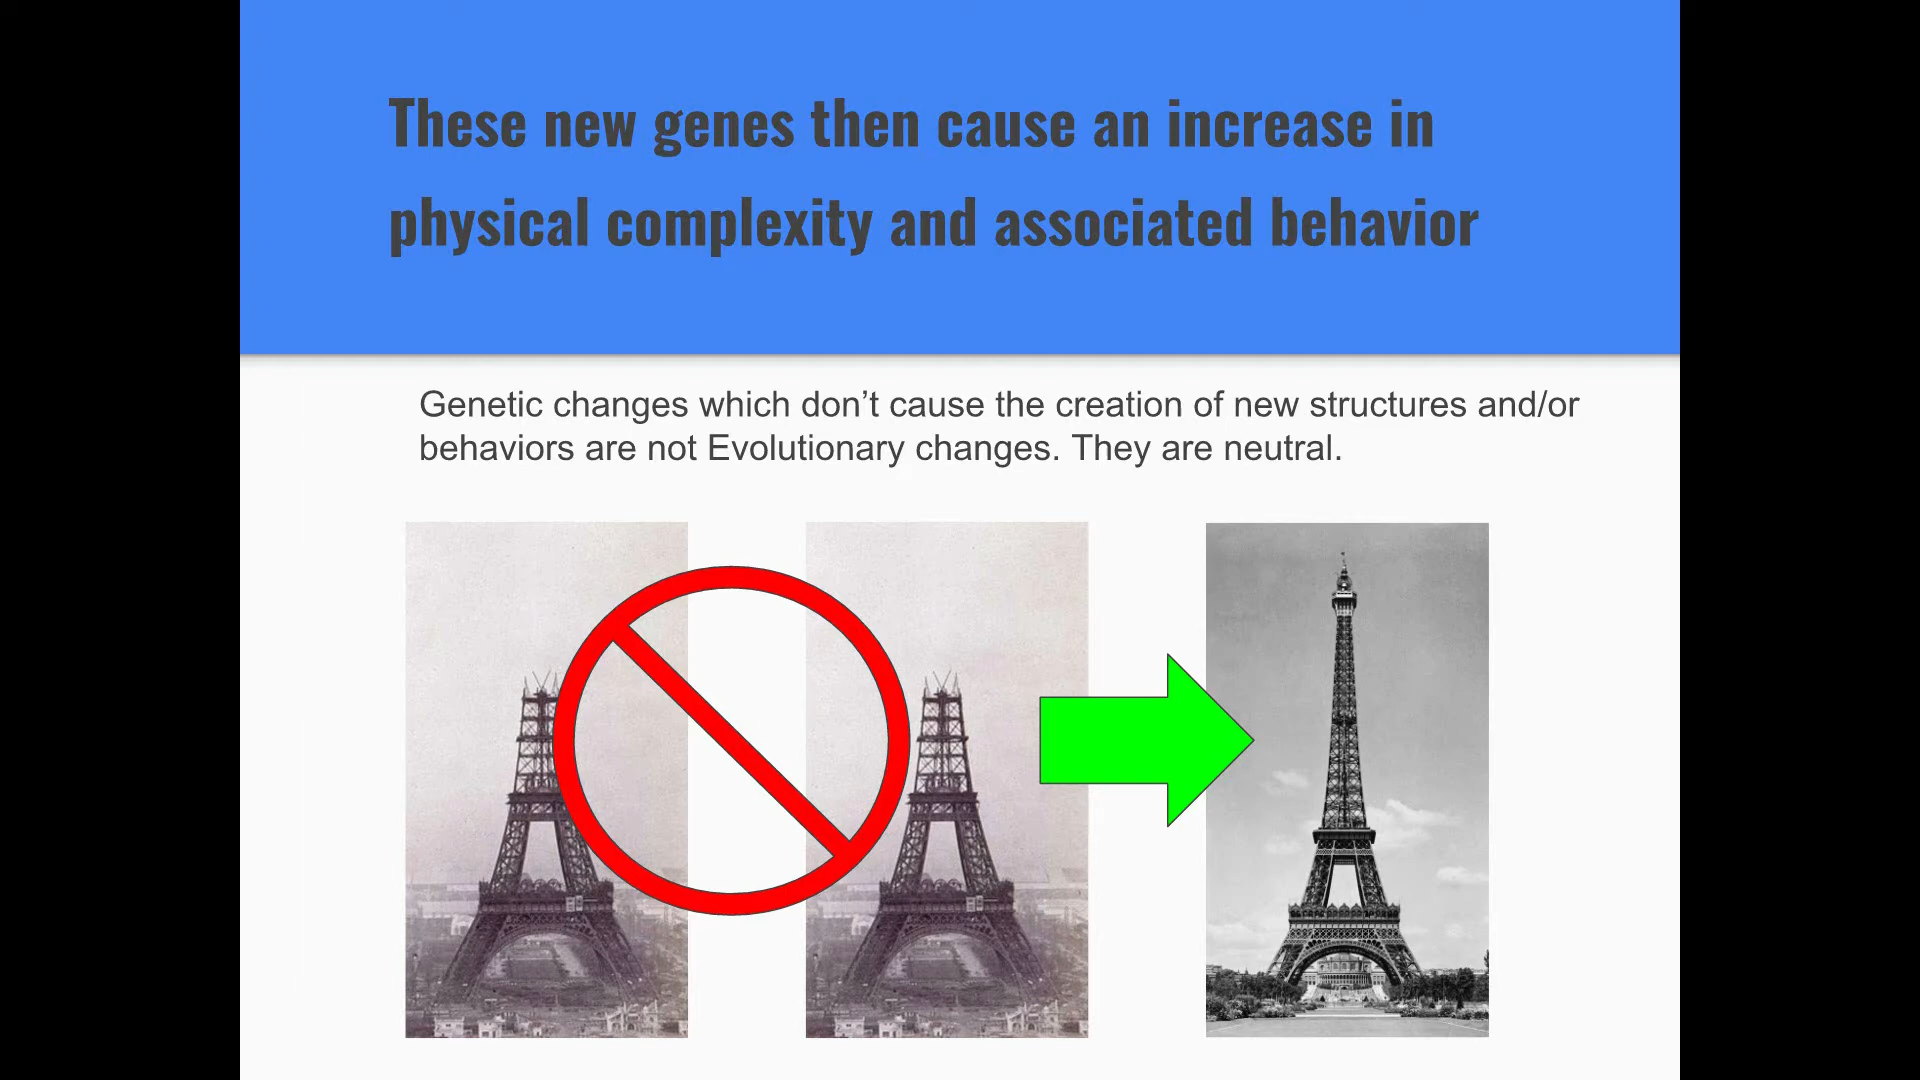 These new genes then cause an increase in
physical complexity and associated behavior
Genetic changes which don’t cause the creation of new structures and/or
behaviors are not Evolutionary changes. They are neutral.